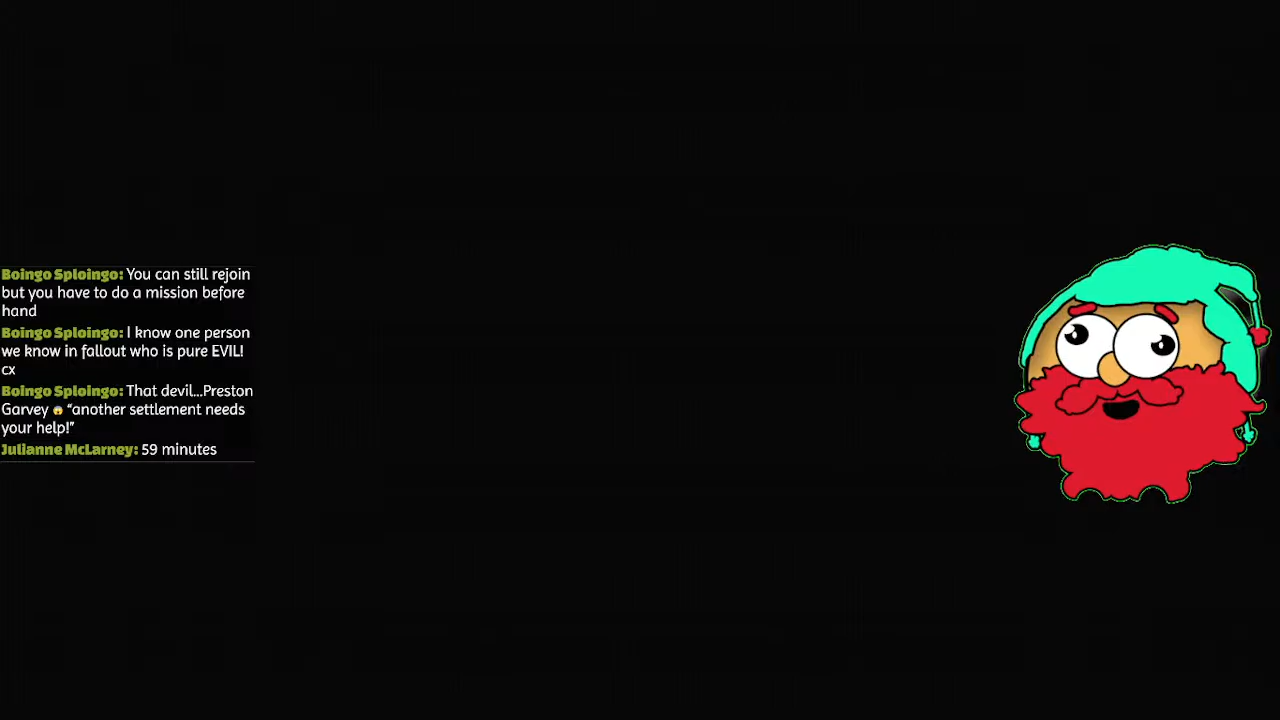 Boingo Sploingo: You can still rejoin
but you have to do a mission before
hand
Boingo Sploingo: I know one person
we know in fallout who is pure EVIL!
cx
Boingo Sploingo: That devil...Preston
Garvey 😱 “another settlement needs
your help!”
Julianne McLarney: 59 minutes